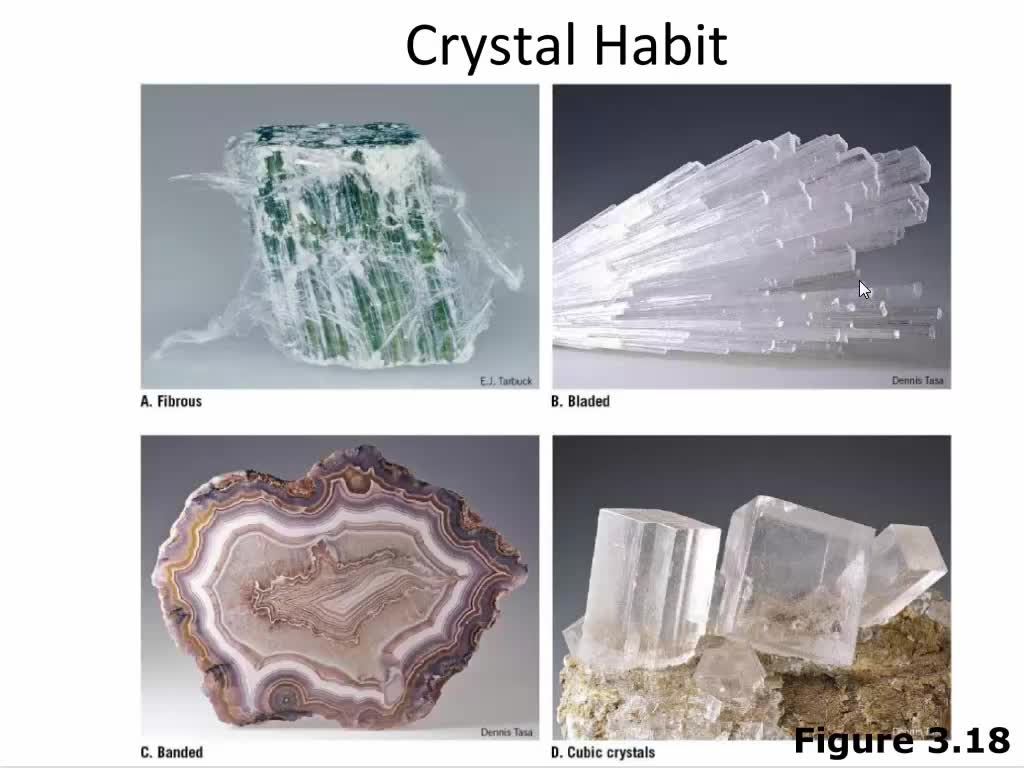 Crystal Habit
E.J. Tarbuck
Dennis Tasa
A. Fibrous
B. Bladed
Dennis Tasa
C. Banded
D. Cubic crystals
Figure 3.18